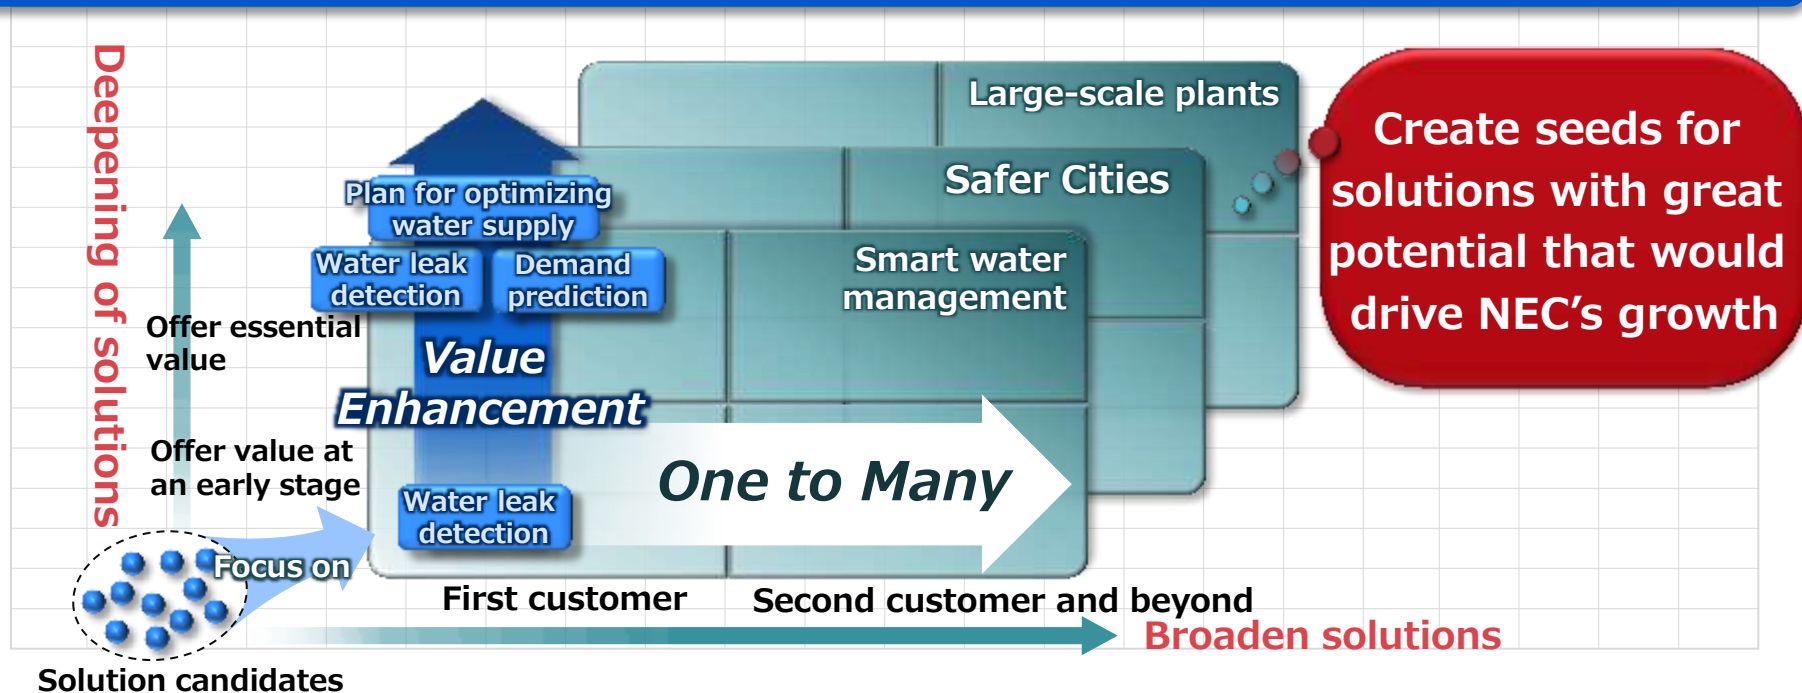 Deepening of solutions
Large-scale plants
Safer Cities
Smart water
management
Create seeds for
solutions with great
potential that would
drive NEC’s growth
Plan for optimizing
water supply
Water leak
detection
Demand
prediction
Offer essential
value
Value
Enhancement
Offer value at
an early stage
One to Many
Water leak
detection
Focus on
First customer
Second customer and beyond
Broaden solutions
Solution candidates